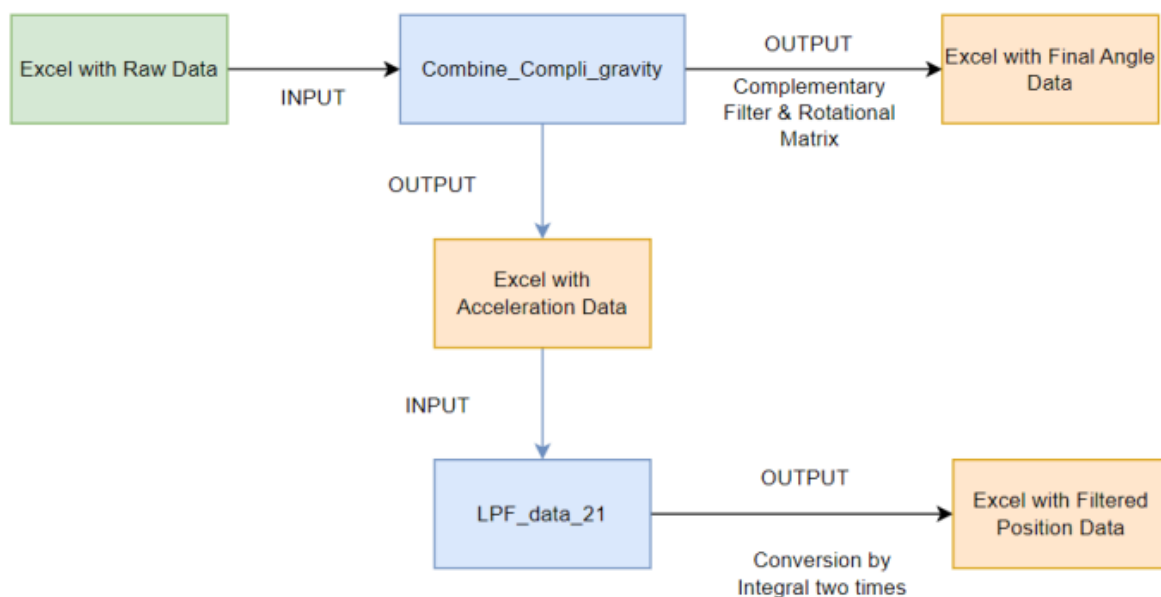 Excel with Raw Data
INPUT
Combine_Compli_gravity
OUTPUT
Complementary
Filter & Rotational
Matrix
Excel with Final Angle
Data
OUTPUT
Excel with
Acceleration Data
INPUT
LPF_data_21
OUTPUT
Conversion by
Integral two times
Excel with Filtered
Position Data